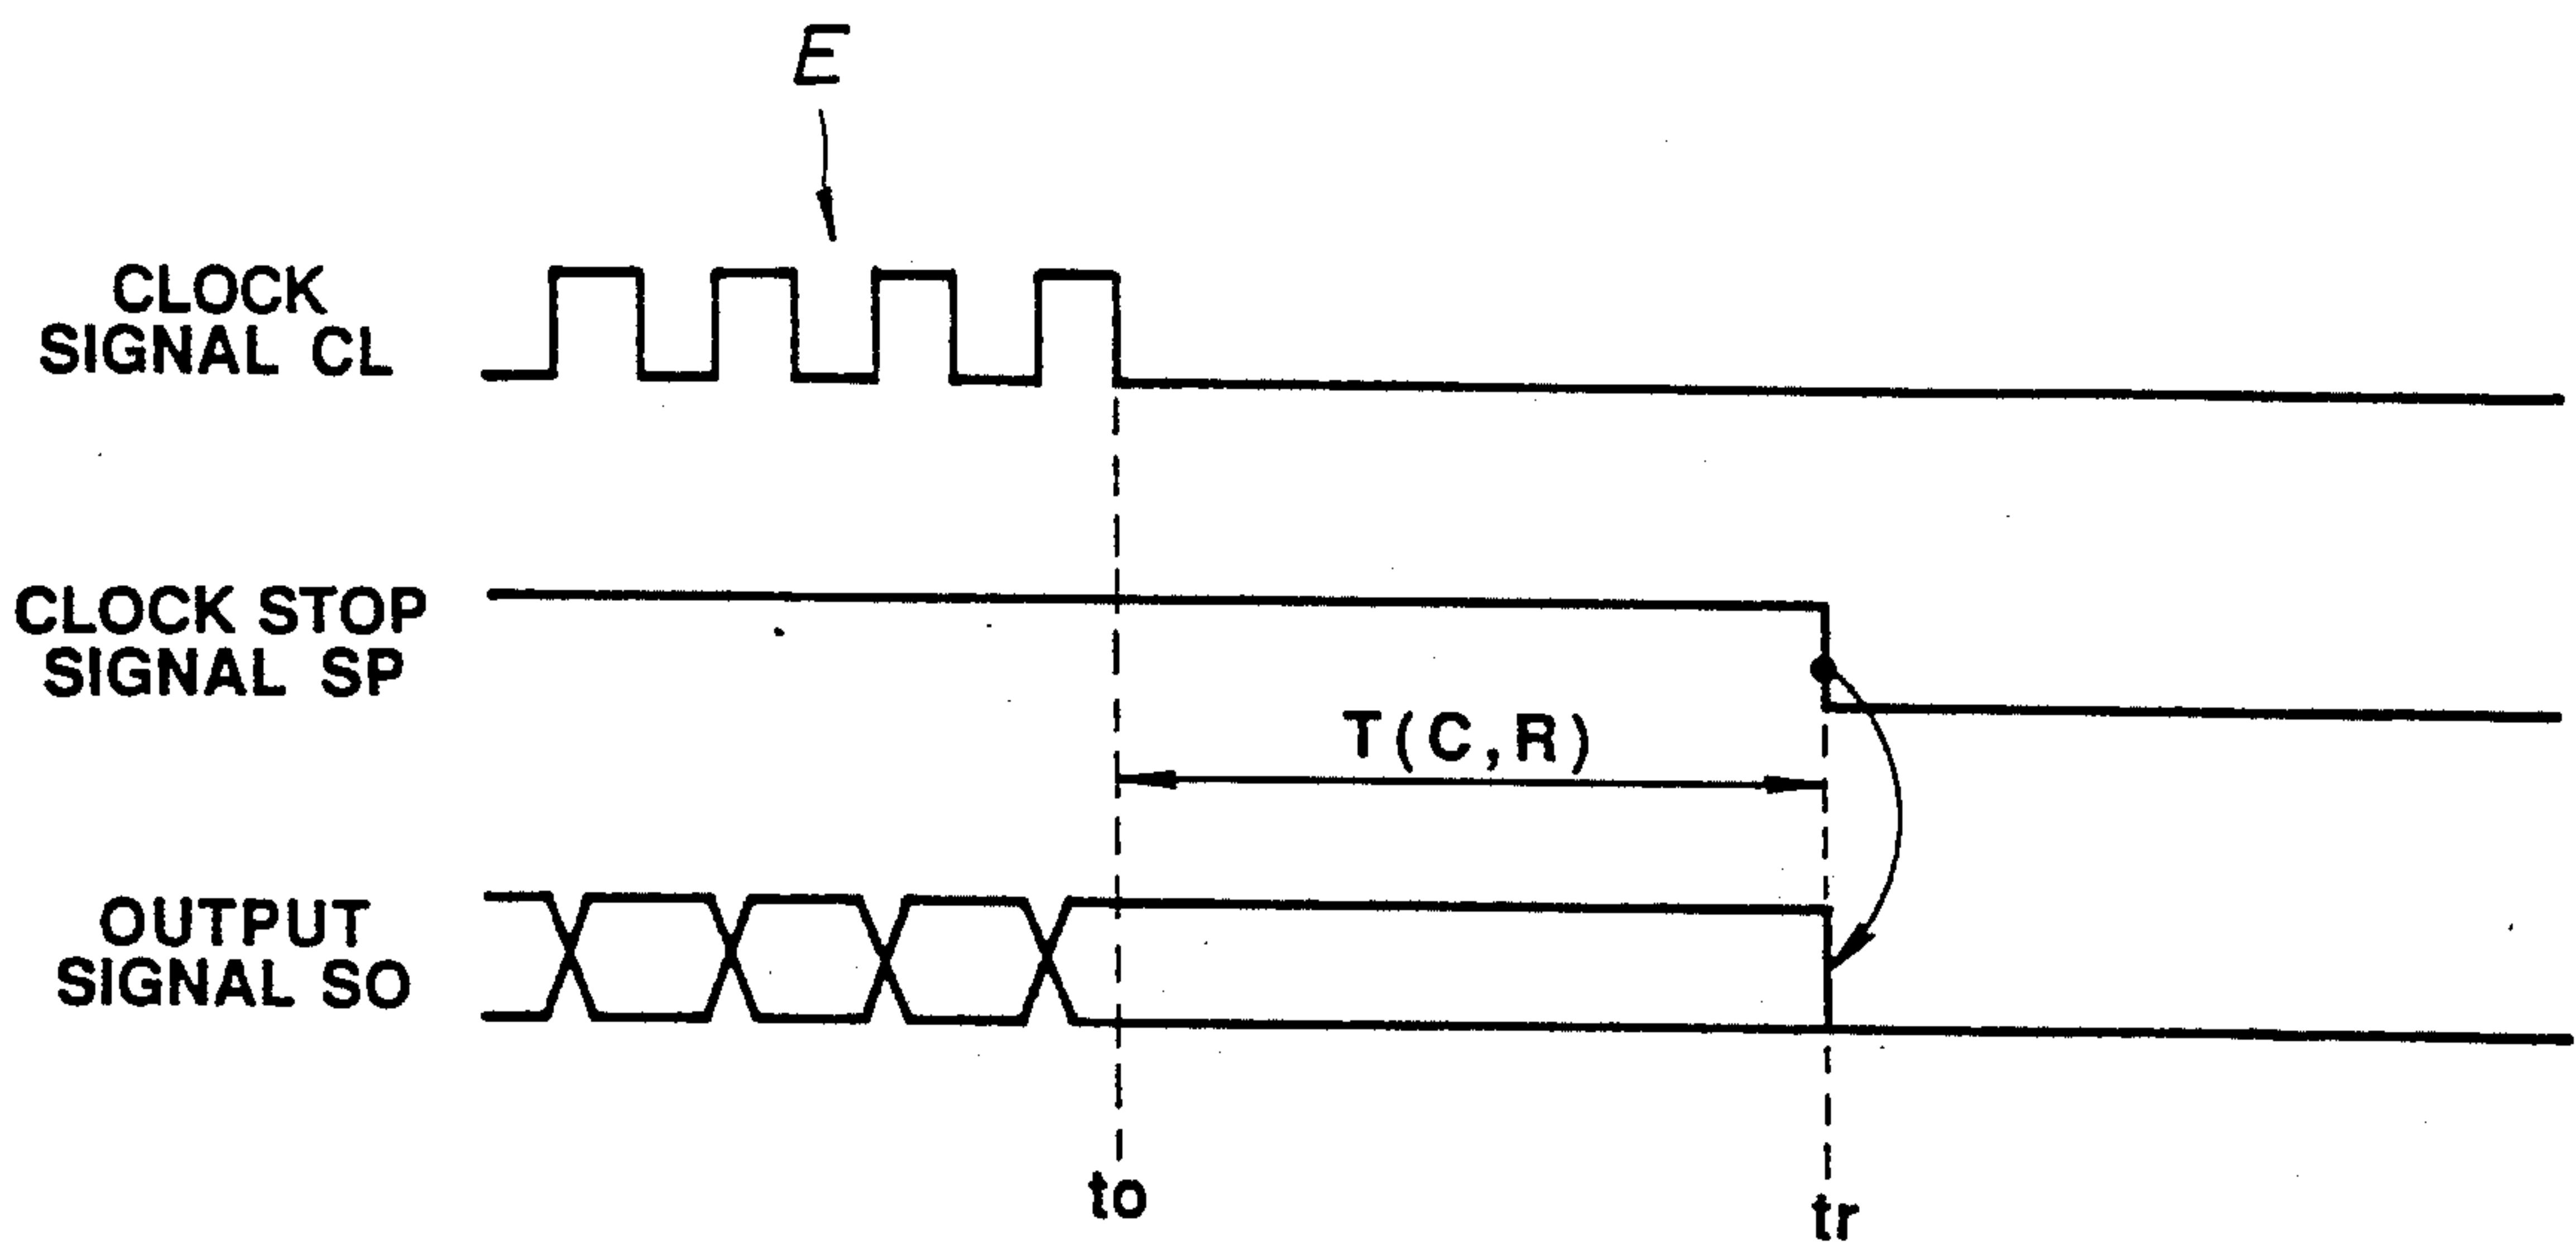 E
CLOCK
SIGNAL CL
CLOCK STOP
SIGNAL SP
T(C,R)
OUTPUT
SIGNAL SO
to
tr